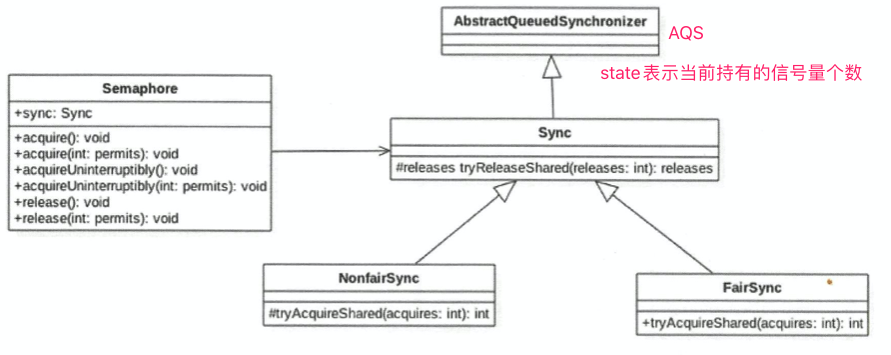 AbstractQueuedSynchronizer
AQS
state表示当前持有的信号量个数
Semaphore
+sync: Sync
+acquire(): void
+acquire(int: permits): void
+acquireUninterruptibly(): void
+acquireUninterruptibly(int: permits): void
+release(): void
+release(int: permits): void
Sync
#releases tryReleaseShared(releases: int): releases
NonfairSync
#tryAcquireShared(acquires: int): int
FairSync
+tryAcquireShared(acquires: int): int